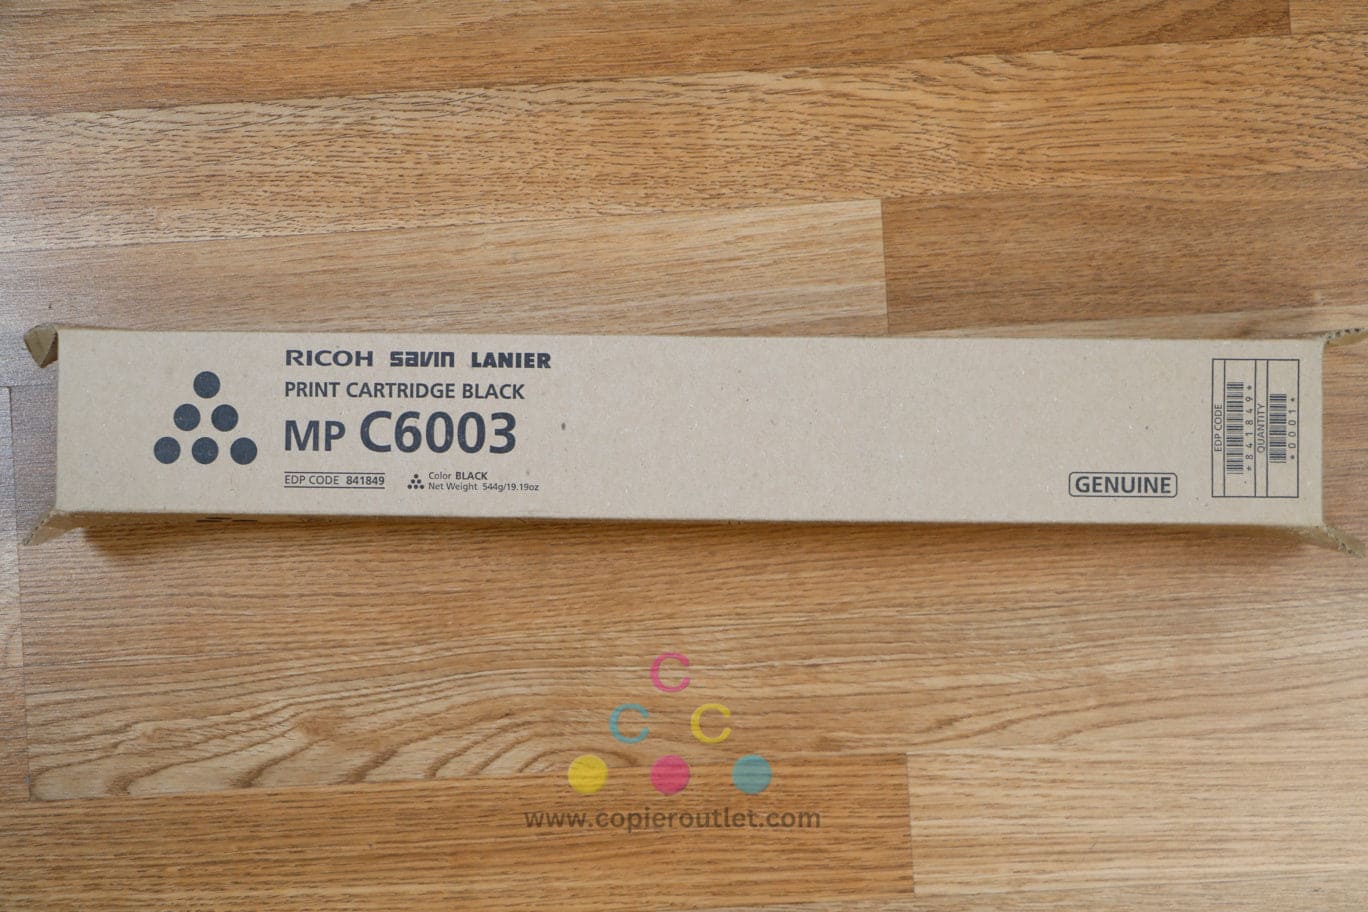 RICOH savin LANIER
PRINT CARTRIDGE BLACK
MP C6003
EDP CODE 841849
Color BLACK
Net Weight 544g/19.19oz
GENUINE
EDP CODE
*841849*
QUANTITY
*0001*
C
C C
www.copieroutlet.com